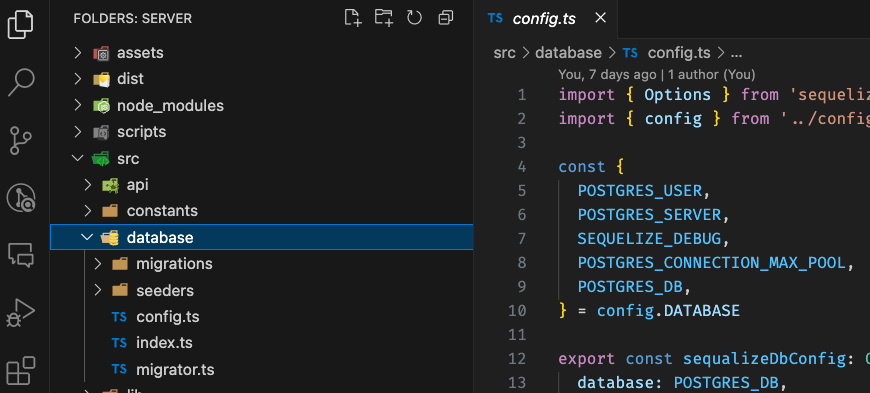 FOLDERS: SERVER
assets
dist
node_modules
scripts
src
api
constants
database
migrations
seeders
TS config.ts
TS index.ts
TS migrator.ts
TS config.ts
src > database > TS config.ts > ...
You, 7 days ago | 1 author (You)
1 import { Options } from 'sequeliz
2 import { config } from '../config
3
4 const {
5 POSTGRES_USER,
6 POSTGRES_SERVER,
7 SEQUELIZE_DEBUG,
8 POSTGRES_CONNECTION_MAX_POOL,
9 POSTGRES_DB,
10 } = config.DATABASE
11
12 export const sequalizeDbConfig:
13 database: POSTGRES_DB,